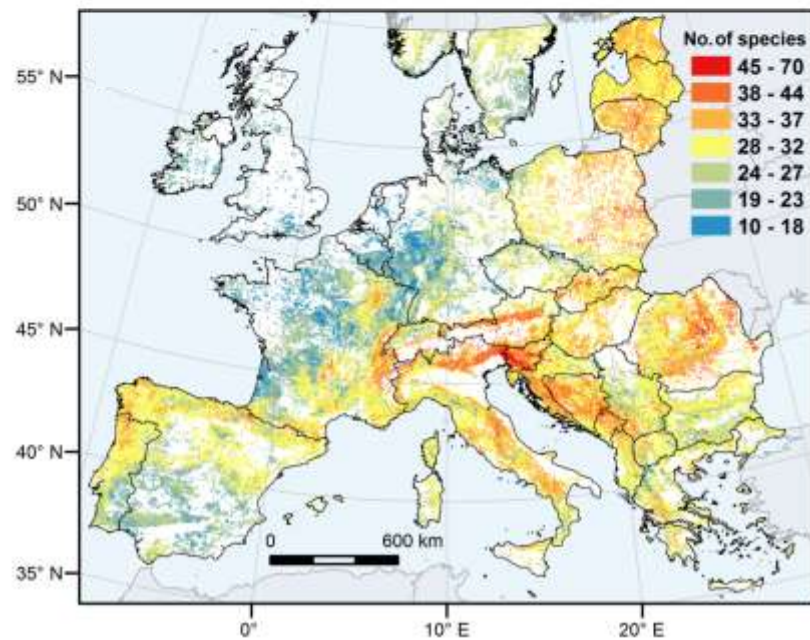 No. of species
45 - 70
38 - 44
33 - 37
28 - 32
24 - 27
19 - 23
10 - 18
55° N
50° N
45° N
40° N
35° N
0 600 km
0° 10° E 20° E